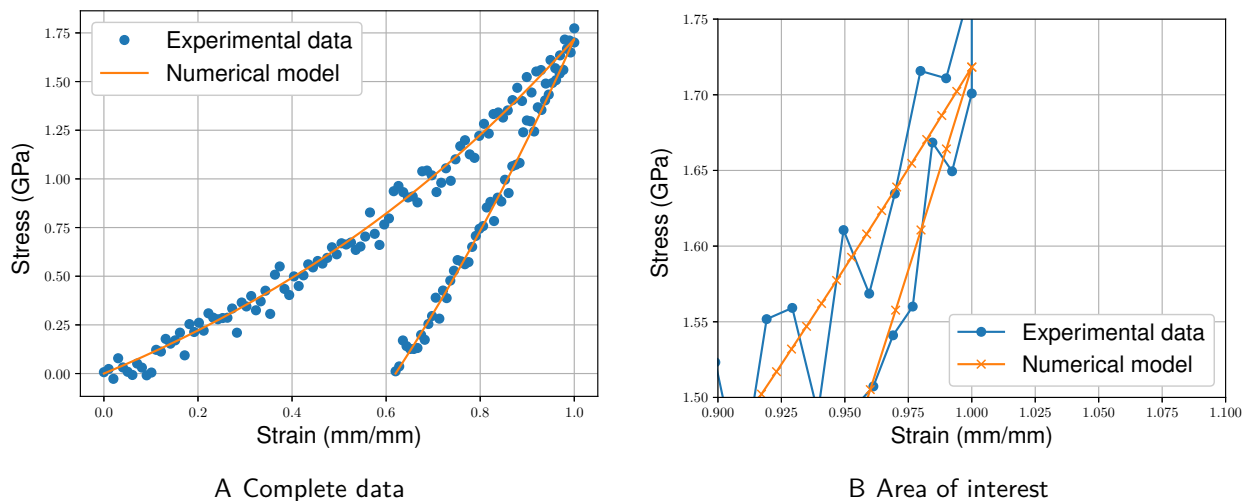 Experimental data
Numerical model
1.75
1.50
1.25
1.00
0.75
0.50
0.25
0.00
Stress (GPa)
0.0 0.2 0.4 0.6 0.8 1.0
Strain (mm/mm)
A Complete data
1.75
1.70
1.65
1.60
1.55
1.50
Stress (GPa)
Experimental data
Numerical model
0.900 0.925 0.950 0.975 1.000 1.025 1.050 1.075 1.100
Strain (mm/mm)
B Area of interest